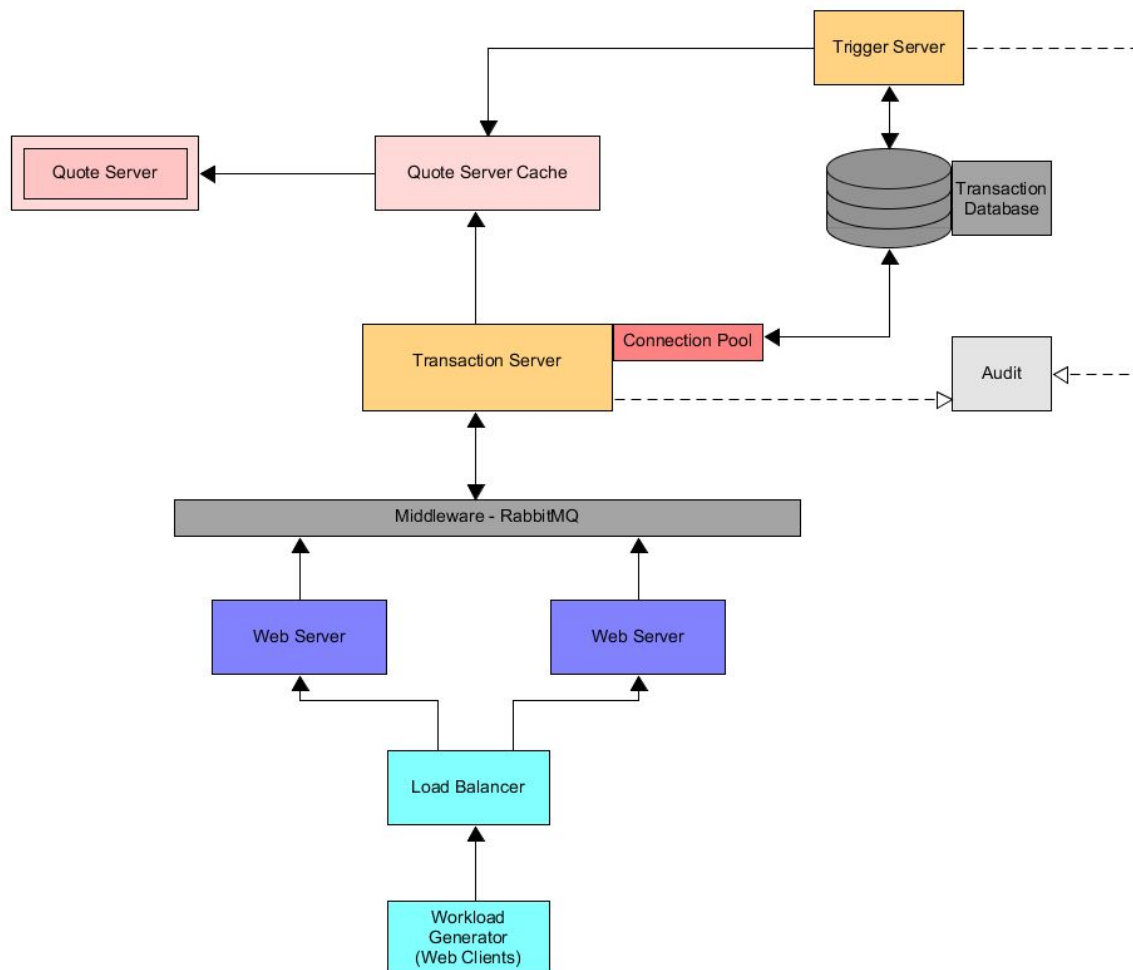 Trigger Server
Quote Server
Quote Server Cache
Transaction
Database
Transaction Server
Connection Pool
Audit
Middleware - RabbitMQ
Web Server
Web Server
Load Balancer
Workload
Generator
(Web Clients)